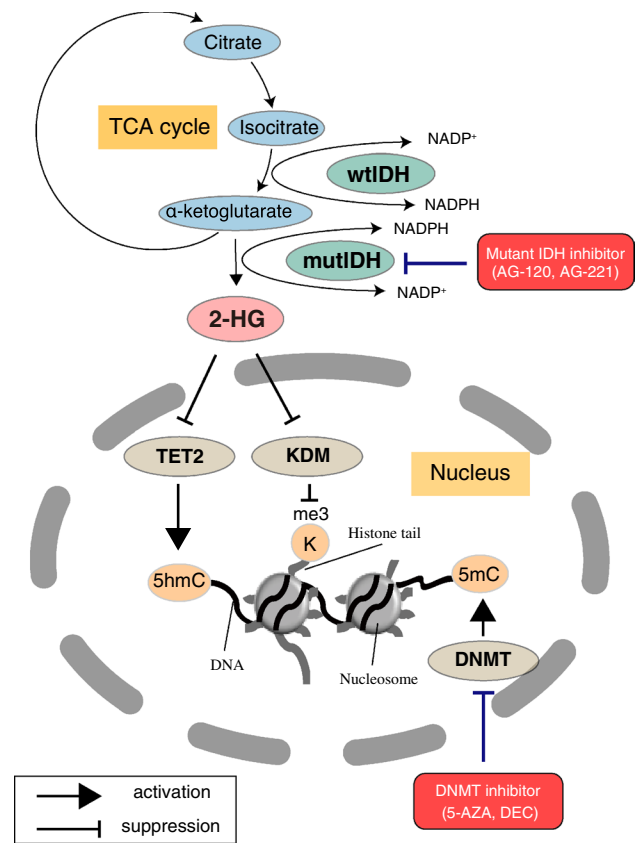 Citrate
TCA cycle
Isocitrate
NADP+
wtIDH
NADPH
α-ketoglutarate
NADPH
mutIDH
Mutant IDH inhibitor
(AG-120, AG-221)
NADP+
2-HG
TET2
KDM
Nucleus
me3
K
Histone tail
5hmC
5mC
DNA
Nucleosome
DNMT
DNMT inhibitor
(5-AZA, DEC)
activation
suppression